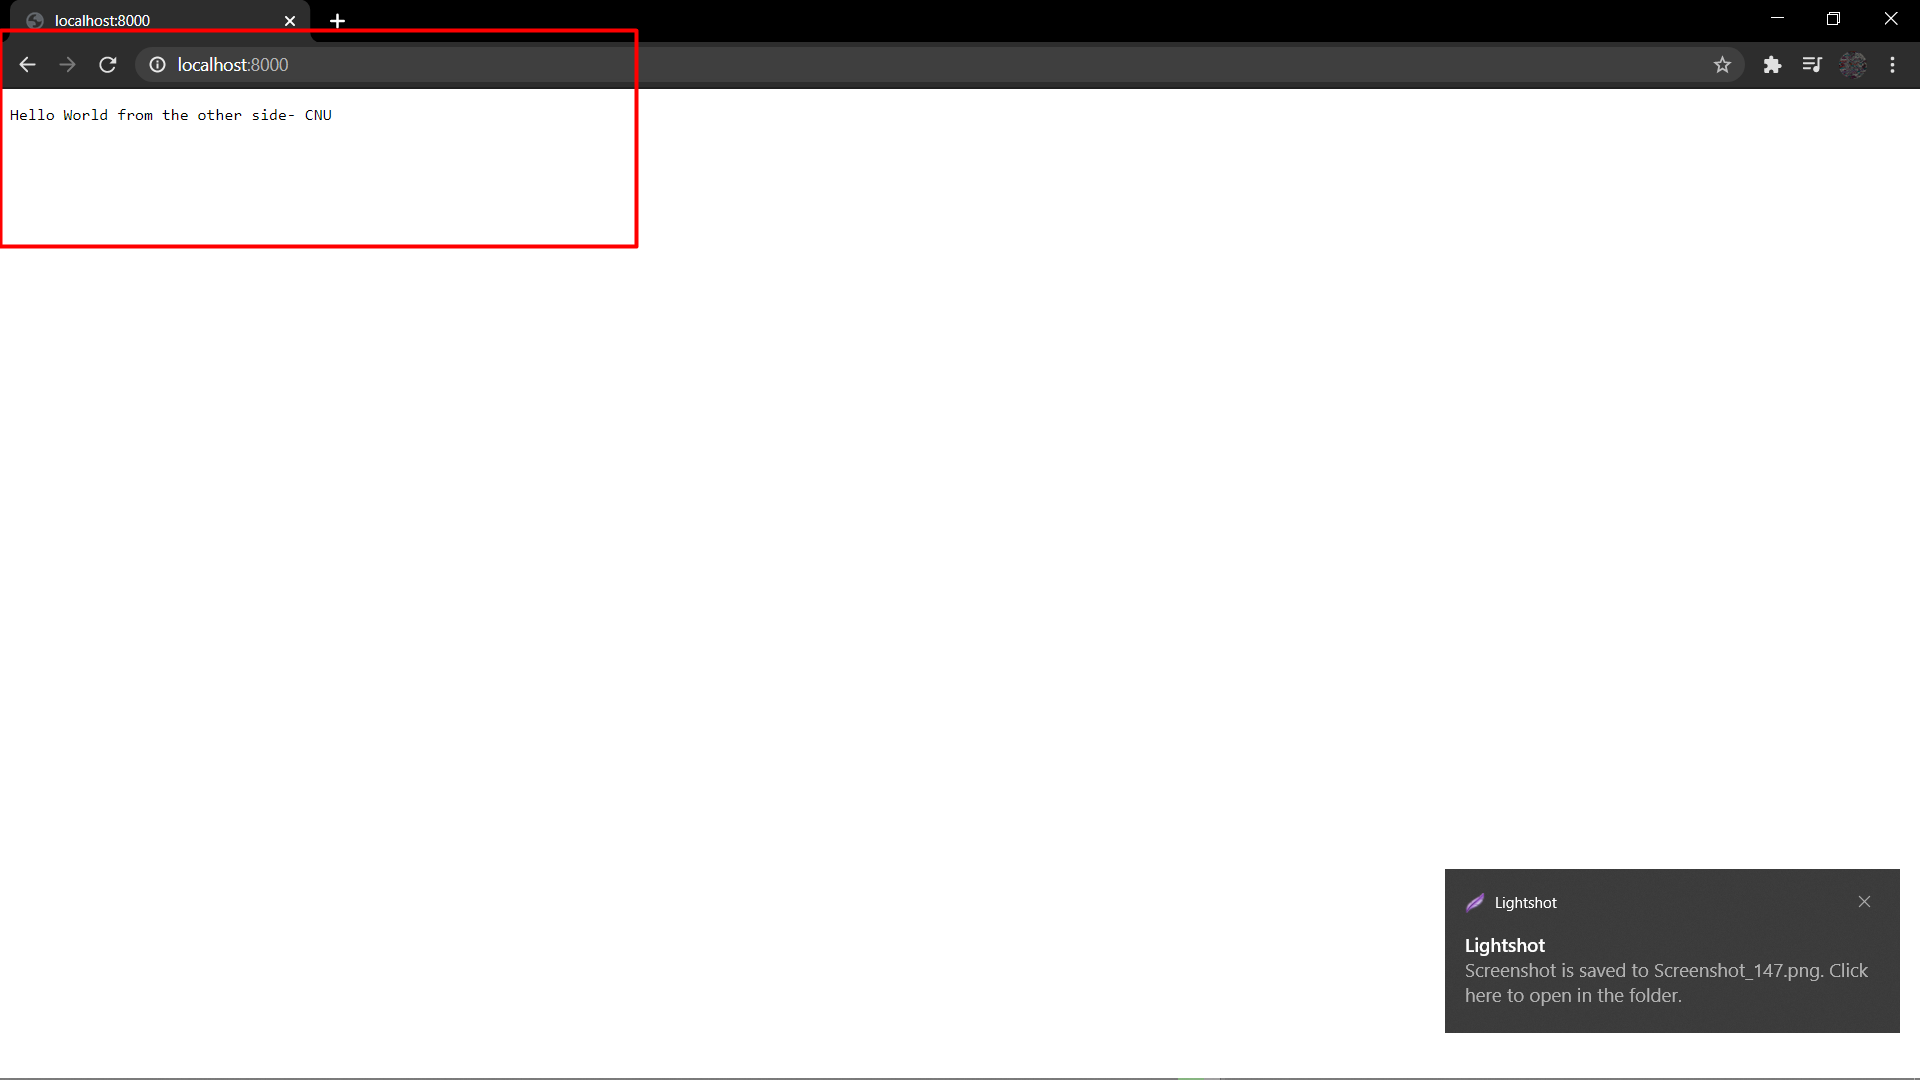 localhost:8000
localhost:8000
Hello World from the other side- CNU
Lightshot
Lightshot
Screenshot is saved to Screenshot_147.png. Click
here to open in the folder.